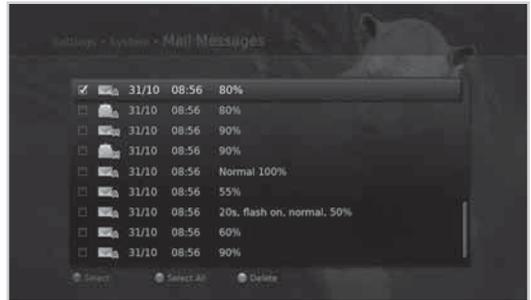 Settings • System • Mail Messages
31/10 08:56 80%
31/10 08:56 80%
31/10 08:56 90%
31/10 08:56 90%
31/10 08:56 Normal 100%
31/10 08:56 55%
31/10 08:56 20s, flash on, normal, 50%
31/10 08:56 60%
31/10 08:56 90%
Select Select All Delete